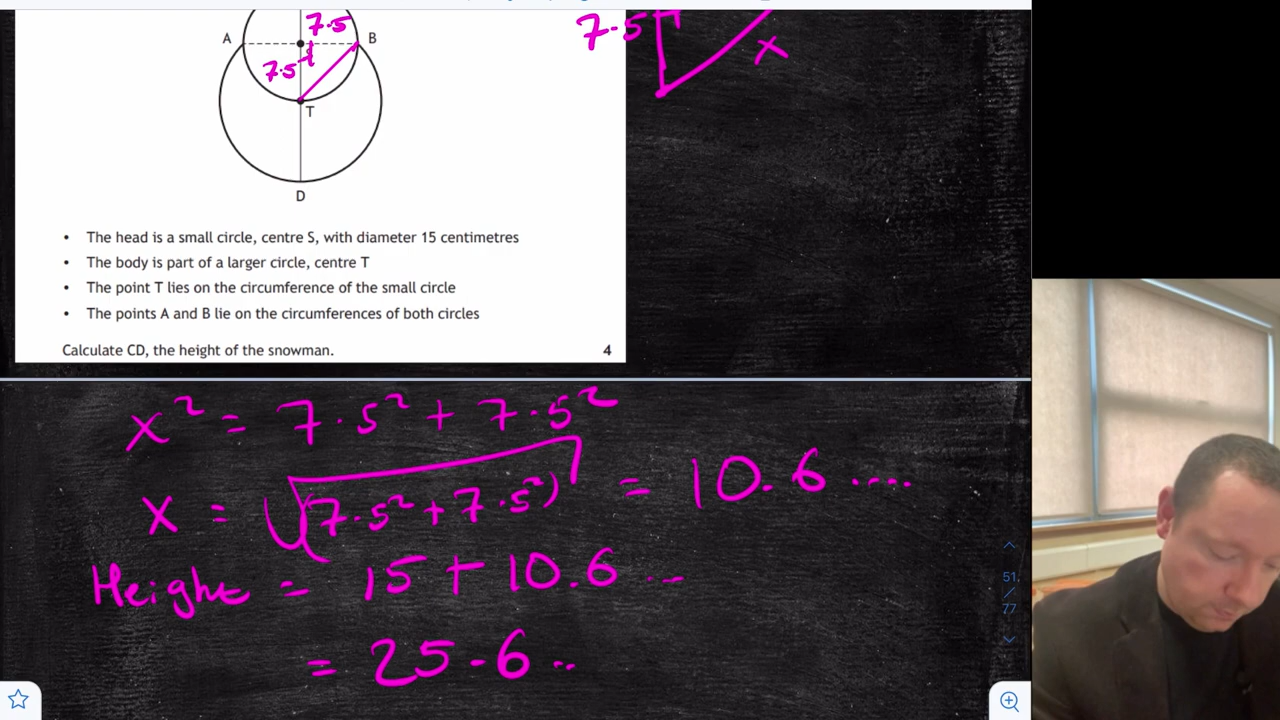 7.5
A
B
7.5
T
D
7.5
x
• The head is a small circle, centre S, with diameter 15 centimetres
• The body is part of a larger circle, centre T
• The point T lies on the circumference of the small circle
• The points A and B lie on the circumferences of both circles
Calculate CD, the height of the snowman. 4
x² = 7.5² + 7.5²
x = √(7.5² + 7.5²) = 10.6 ....
Height = 15 + 10.6 ...
= 25.6 ..
51
/
77